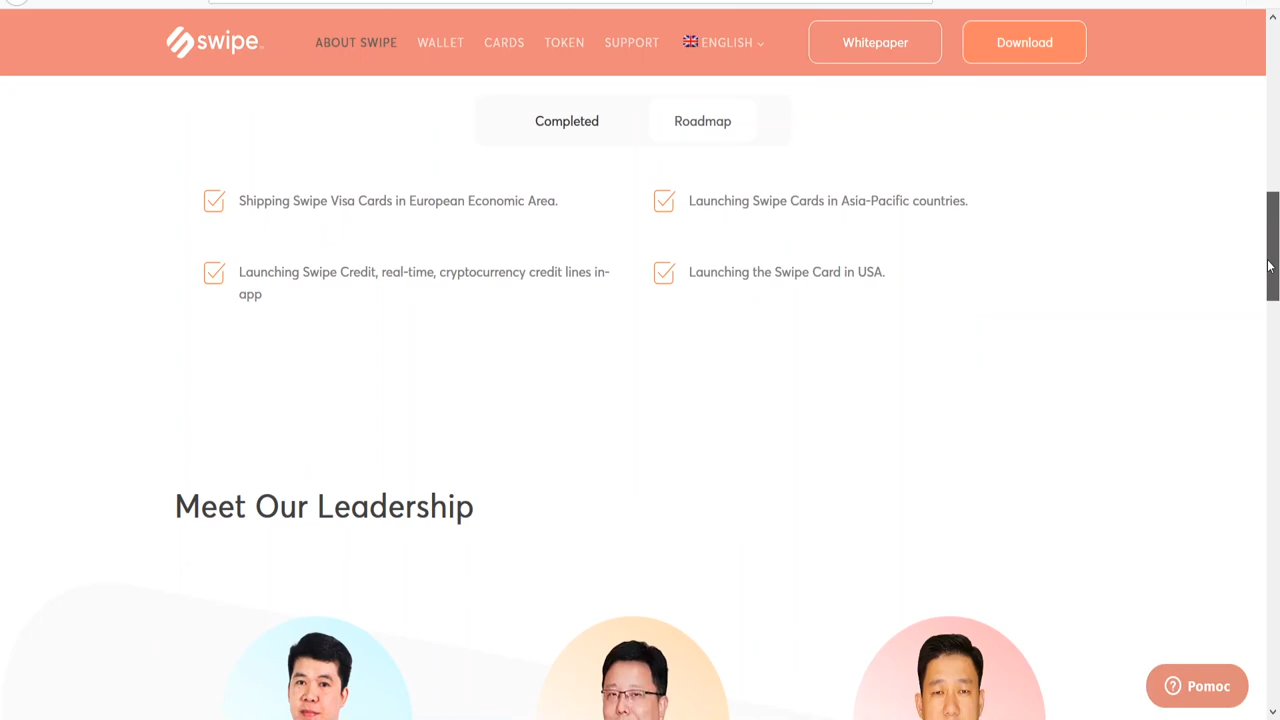 swipe
ABOUT SWIPE WALLET CARDS TOKEN SUPPORT ENGLISH Whitepaper Download
Completed Roadmap
Shipping Swipe Visa Cards in European Economic Area.
Launching Swipe Cards in Asia-Pacific countries.
Launching Swipe Credit, real-time, cryptocurrency credit lines in-
app
Launching the Swipe Card in USA.
Meet Our Leadership
Pomoc